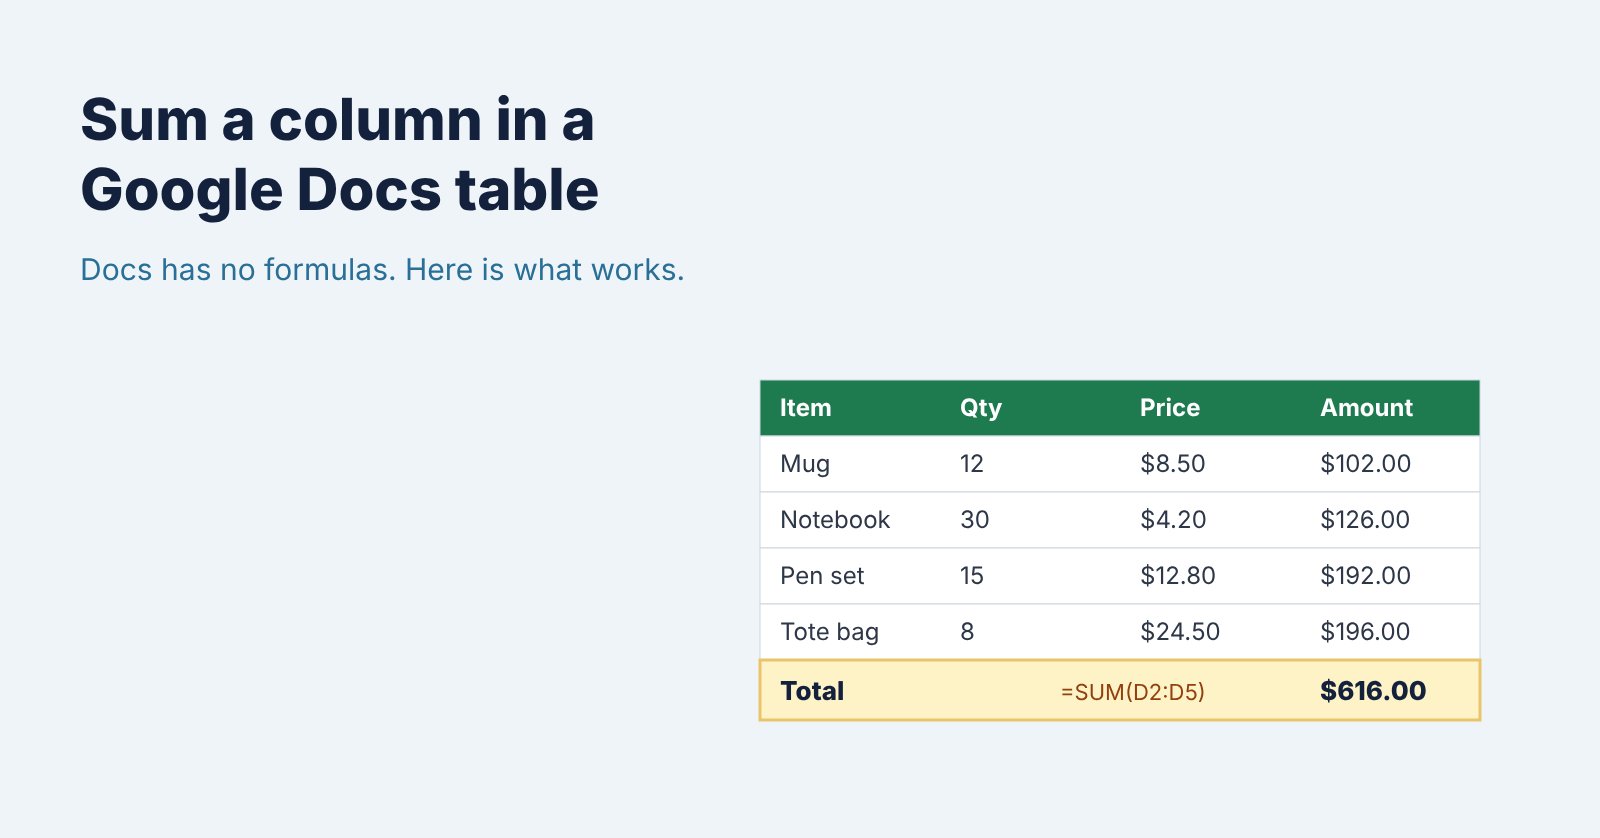 Sum a column in a
Google Docs table
Docs has no formulas. Here is what works.
Item Qty Price Amount
Mug 12 $8.50 $102.00
Notebook 30 $4.20 $126.00
Pen set 15 $12.80 $192.00
Tote bag 8 $24.50 $196.00
Total =SUM(D2:D5) $616.00